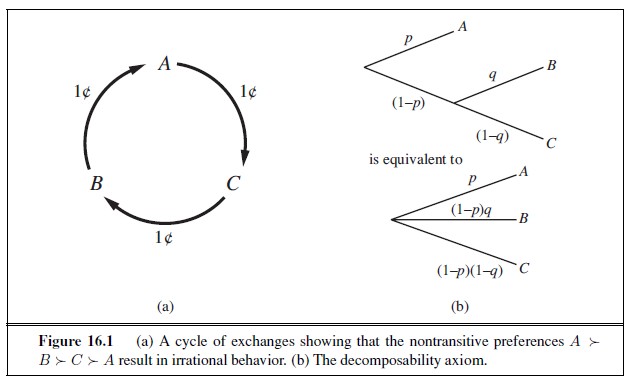 A
1¢
1¢
B
C
1¢
(a)
p
A
q
B
(1–p)
(1–q)
C
is equivalent to
p
A
(1–p)q
B
(1–p)(1–q)
C
(b)
Figure 16.1 (a) A cycle of exchanges showing that the nontransitive preferences A ≻
B ≻ C ≻ A result in irrational behavior. (b) The decomposability axiom.